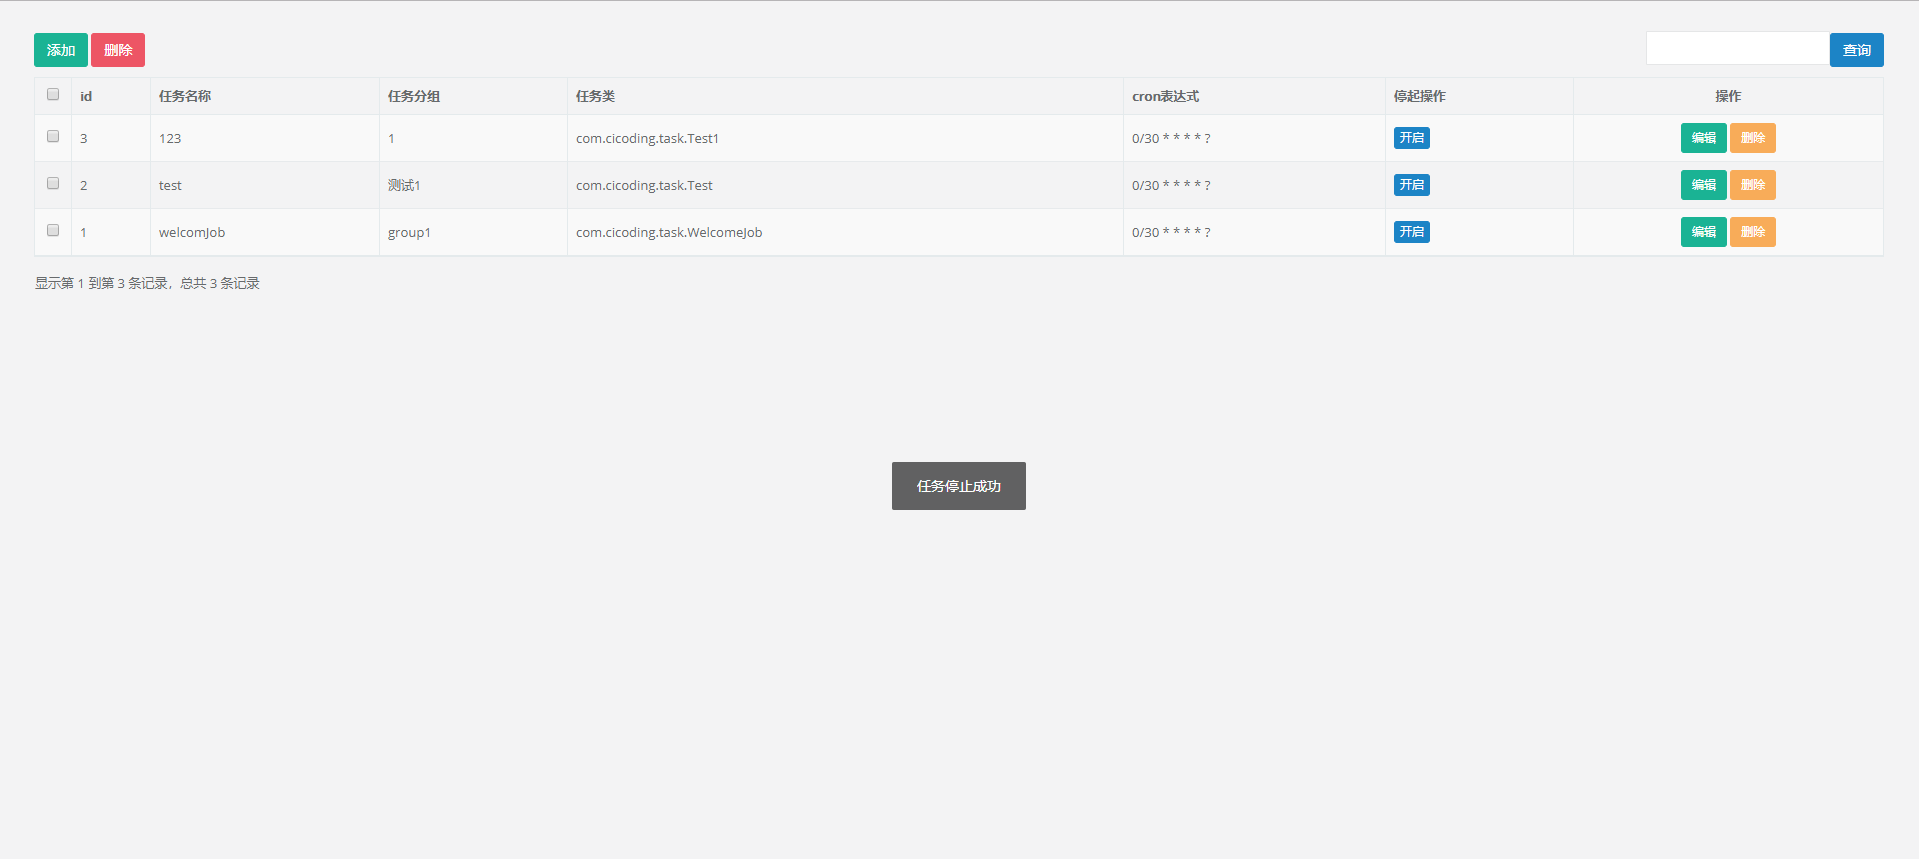 添加 删除 查询
id 任务名称 任务分组 任务类 cron表达式 停起操作 操作
3 123 1 com.cicoding.task.Test1 0/30 * * * * ? 开启 编辑 删除
2 test 测试1 com.cicoding.task.Test 0/30 * * * * ? 开启 编辑 删除
1 welcomJob group1 com.cicoding.task.WelcomeJob 0/30 * * * * ? 开启 编辑 删除
显示第 1 到第 3 条记录，总共 3 条记录
任务停止成功